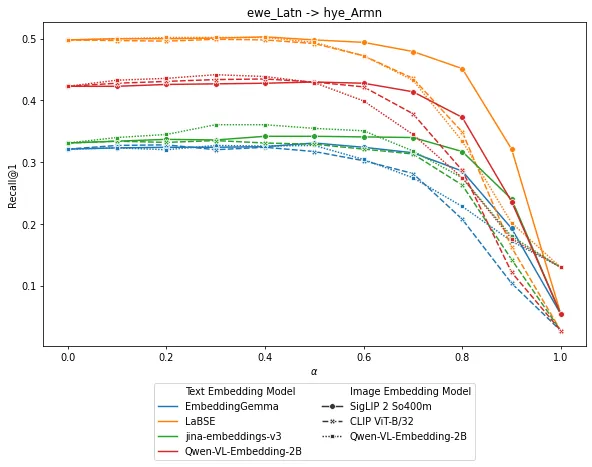 ewe_Latn -> hye_Armn
Recall@1
0.5
0.4
0.3
0.2
0.1
0.0 0.2 0.4 0.6 0.8 1.0
α
Text Embedding Model Image Embedding Model
EmbeddingGemma SigLIP 2 So400m
LaBSE CLIP ViT-B/32
jina-embeddings-v3 Qwen-VL-Embedding-2B
Qwen-VL-Embedding-2B